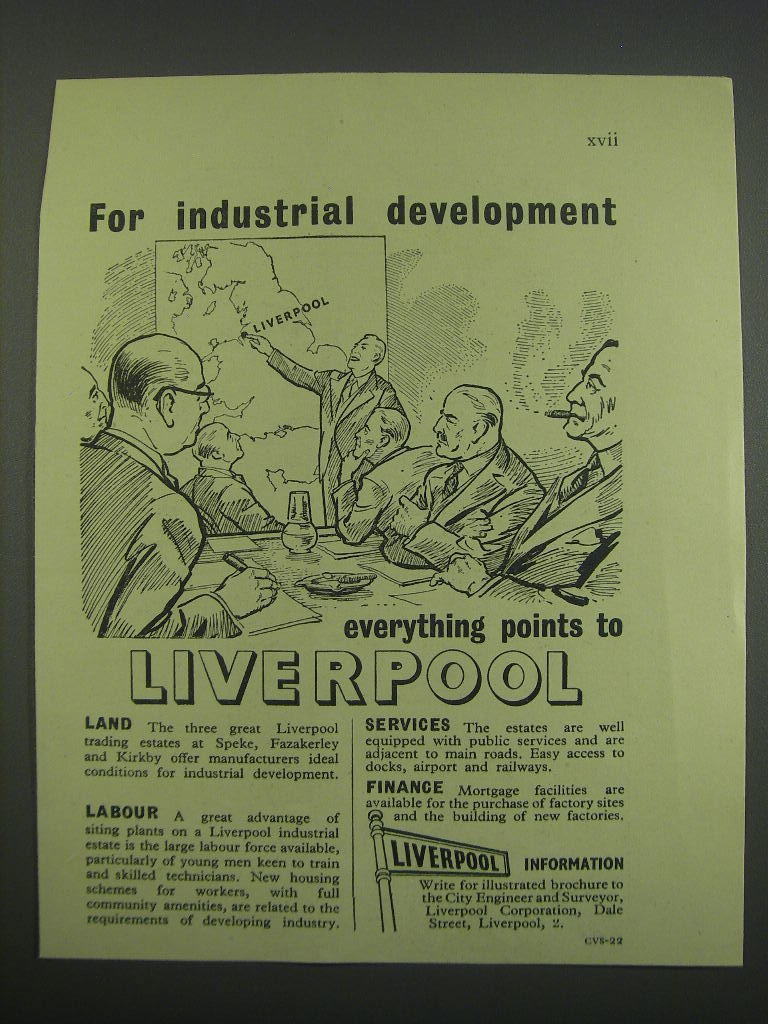 xvii
For industrial development
LIVERPOOL
everything points to
LIVERPOOL
LAND The three great Liverpool
trading estates at Speke, Fazakerley
and Kirkby offer manufacturers ideal
conditions for industrial development.
LABOUR A great advantage of
siting plants on a Liverpool industrial
estate is the large labour force available,
particularly of young men keen to train
and skilled technicians. New housing
schemes for workers, with full
community amenities, are related to the
requirements of developing industry.
SERVICES The estates are well
equipped with public services and are
adjacent to main roads. Easy access to
docks, airport and railways.
FINANCE Mortgage facilities are
available for the purchase of factory sites
and the building of new factories.
LIVERPOOL INFORMATION
Write for illustrated brochure to
the City Engineer and Surveyor,
Liverpool Corporation, Dale
Street, Liverpool, 2.
CVS-22